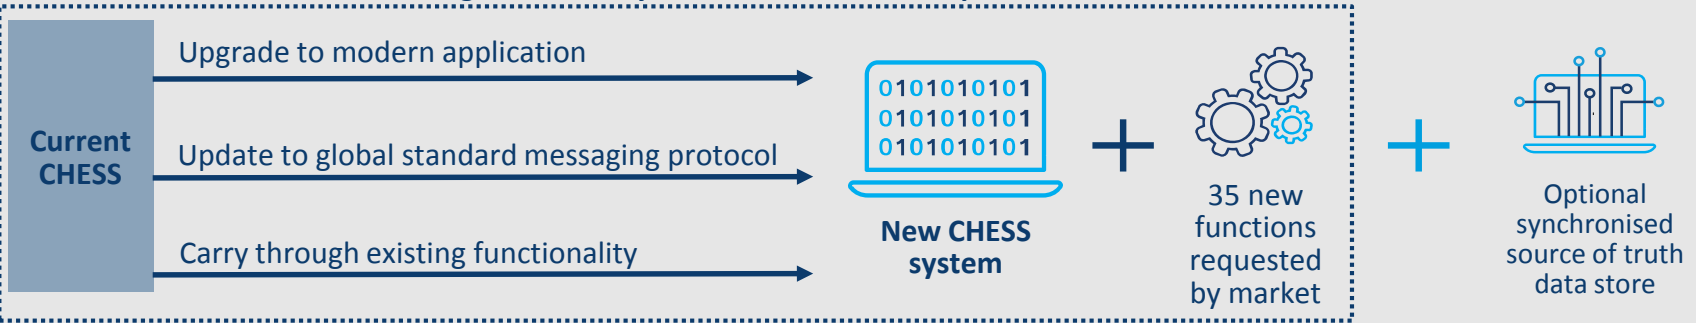 Current
CHESS
Upgrade to modern application
Update to global standard messaging protocol
Carry through existing functionality
0101010101
0101010101
0101010101
New CHESS
system
+
35 new
functions
requested
by market
+
Optional
synchronised
source of truth
data store